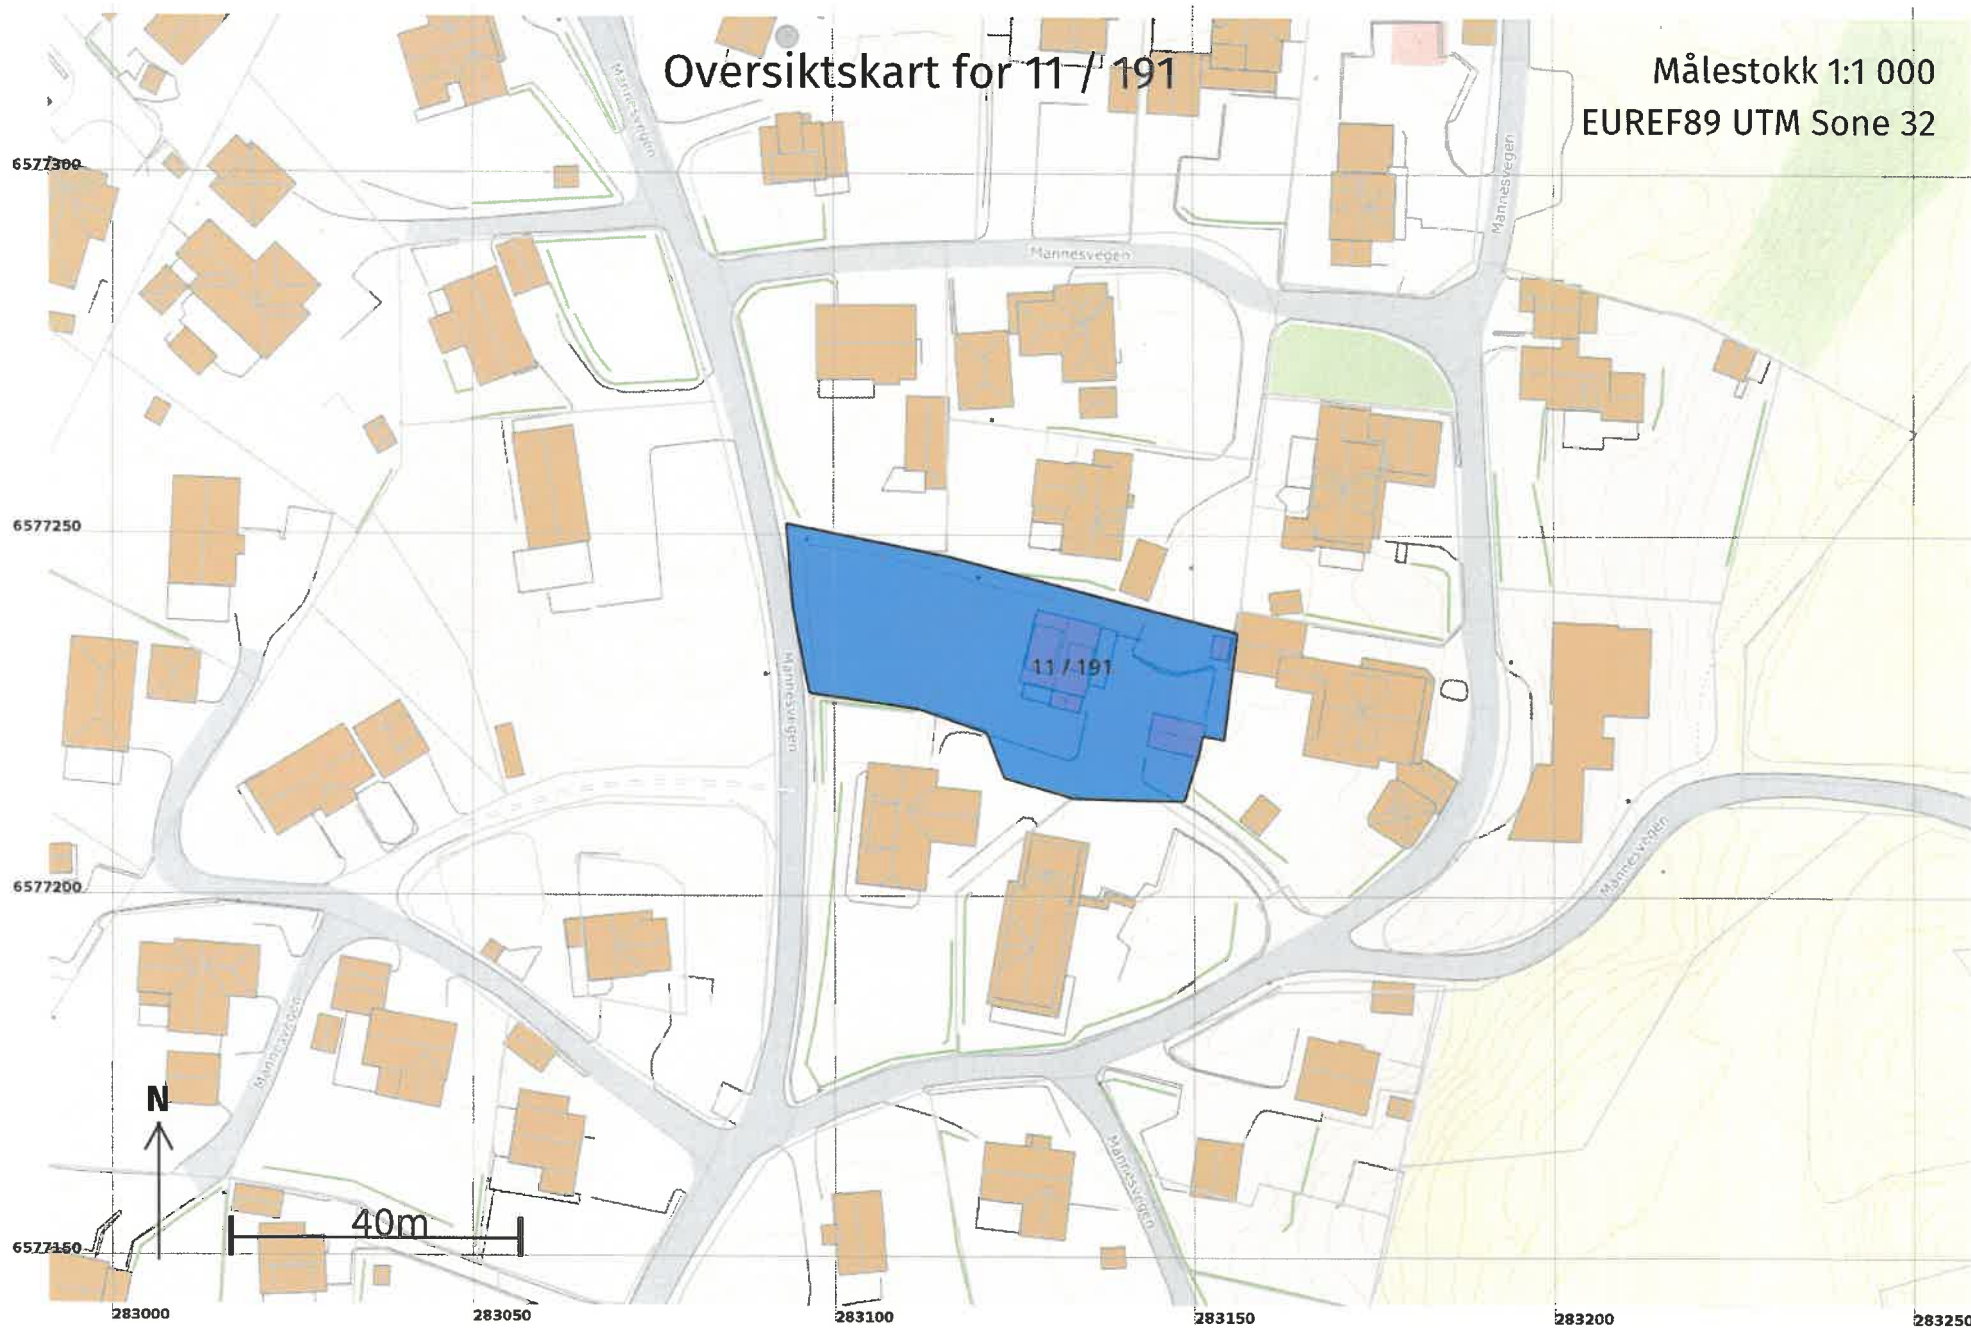 Oversiktskart for 11 / 191
Målestokk 1:1 000
EUREF89 UTM Sone 32
Mannesvegen
Mannesvegen
Mannesvegen
6577300
6577250
11 / 191
Mannesvegen
Mannesvegen
6577200
Mannesvegen
N
Mannesvegen
40m
6577150
283000
283050
283100
283150
283200
283250